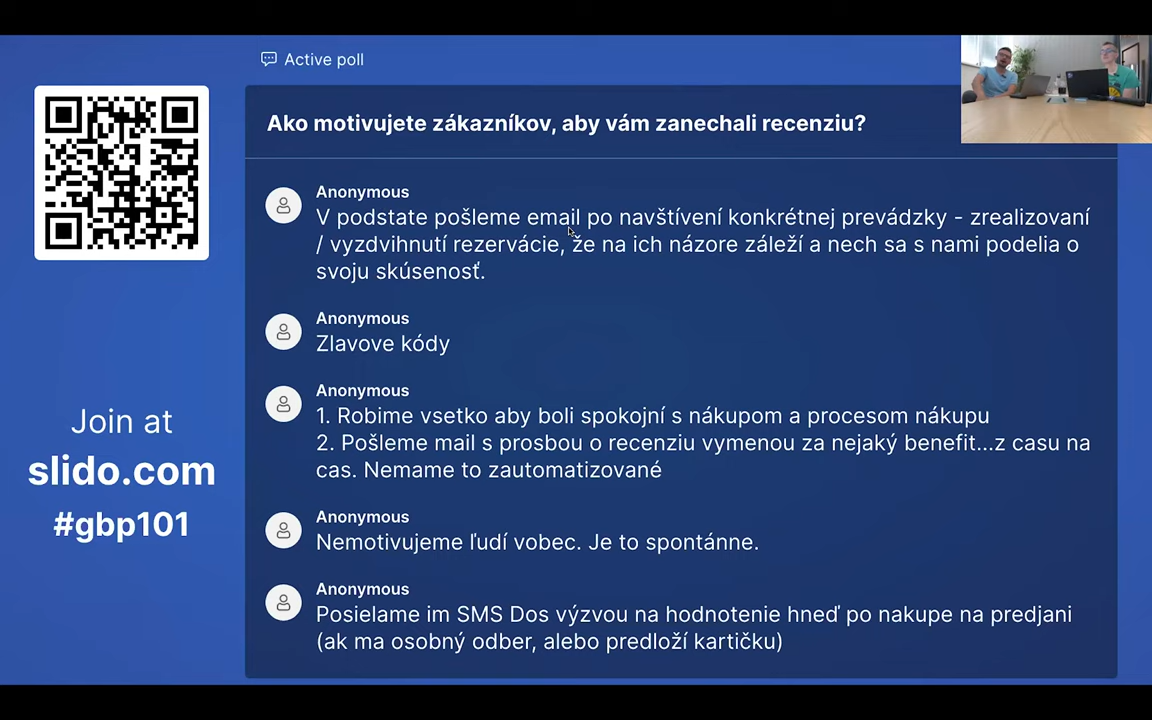 Active poll
Ako motivujete zákazníkov, aby vám zanechali recenziu?
Anonymous
V podstate pošleme email po navštívení konkrétnej prevádzky - zrealizovaní
/ vyzdvihnutí rezervácie, že na ich názore záleží a nech sa s nami podelia o
svoju skúsenosť.
Anonymous
Zlavove kódy
Anonymous
1. Robime vsetko aby boli spokojní s nákupom a procesom nákupu
2. Pošleme mail s prosbou o recenziu vymenou za nejaký benefit...z casu na
cas. Nemame to zautomatizované
Anonymous
Nemotivujeme ľudí vobec. Je to spontánne.
Anonymous
Posielame im SMS Dos výzvou na hodnotenie hneď po nakupe na predjani
(ak ma osobný odber, alebo predloží kartičku)
Join at
slido.com
#gbp101